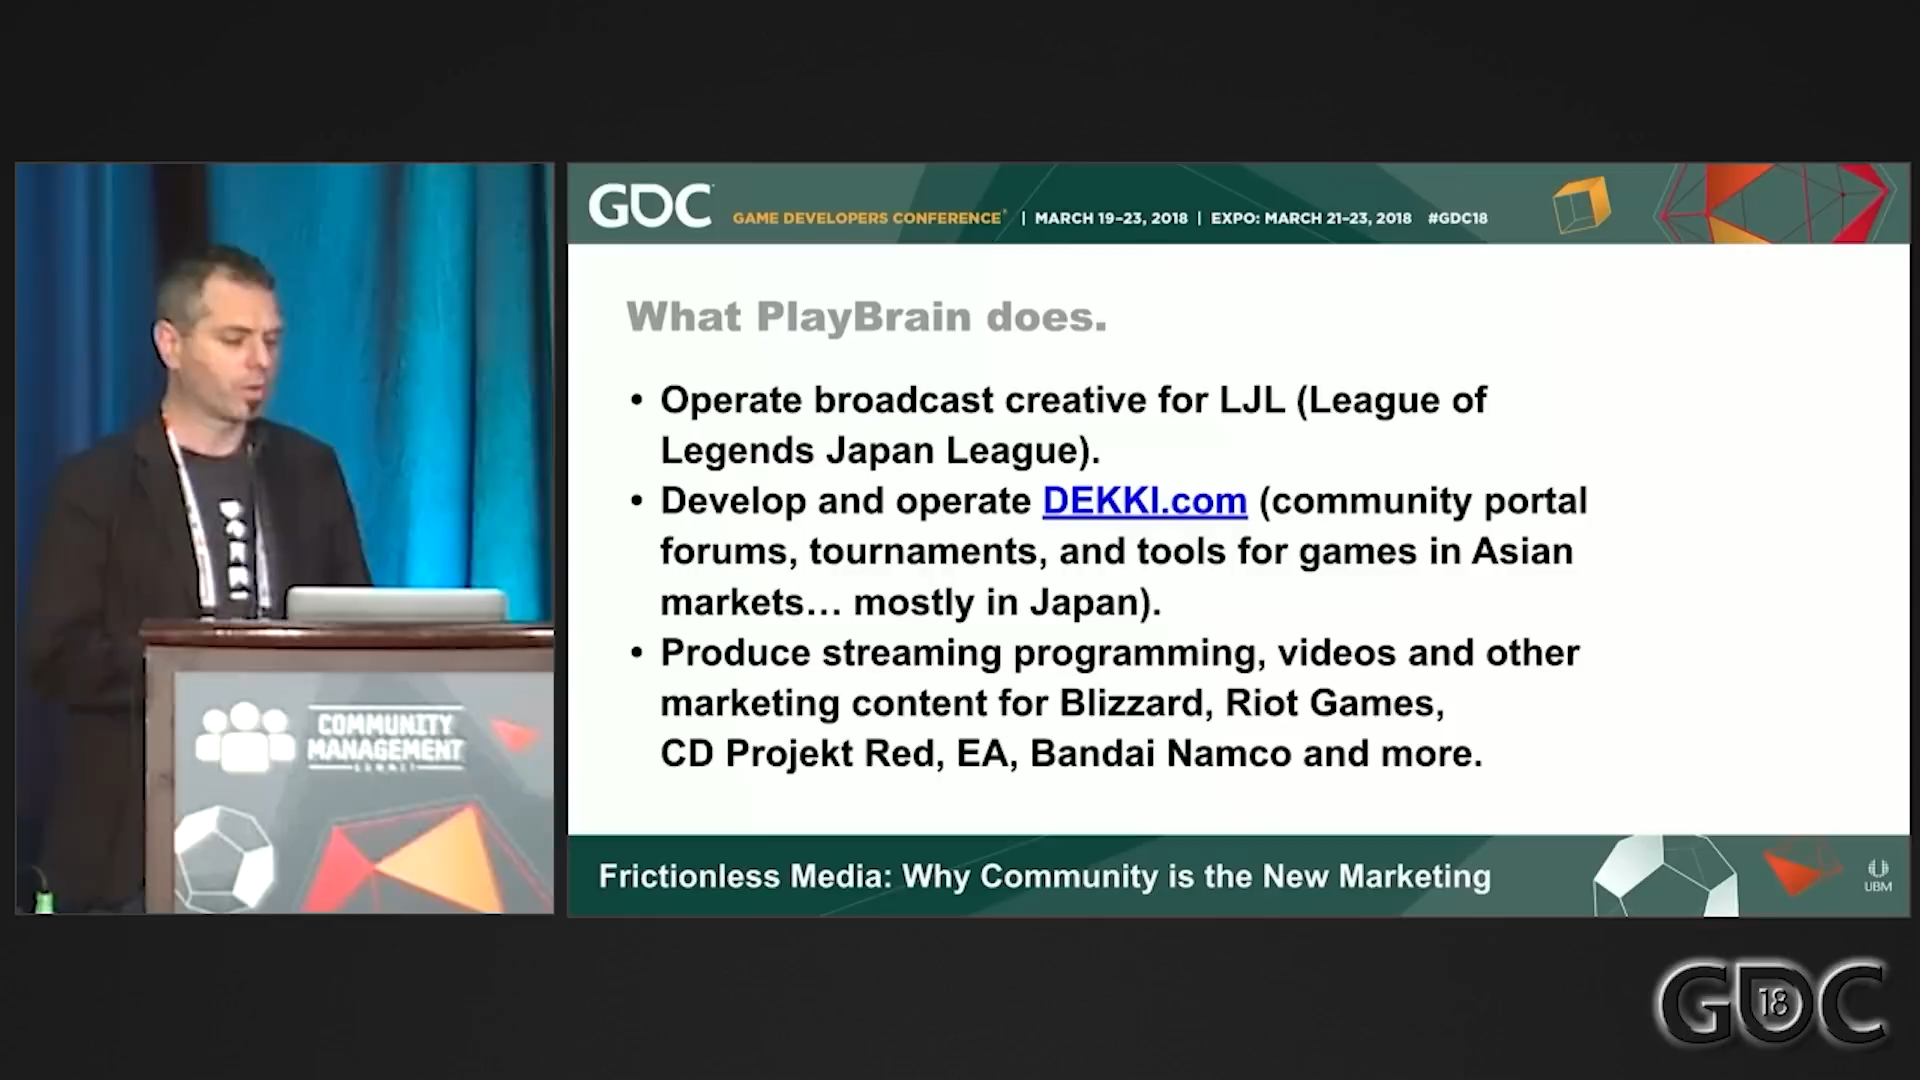 GDC
GAME DEVELOPERS CONFERENCE® | MARCH 19–23, 2018 | EXPO: MARCH 21–23, 2018 #GDC18
What PlayBrain does.
• Operate broadcast creative for LJL (League of
Legends Japan League).
• Develop and operate DEKKI.com (community portal
forums, tournaments, and tools for games in Asian
markets… mostly in Japan).
• Produce streaming programming, videos and other
marketing content for Blizzard, Riot Games,
CD Projekt Red, EA, Bandai Namco and more.
COMMUNITY
MANAGEMENT
SUMMIT
Frictionless Media: Why Community is the New Marketing
UBM
GDC
18